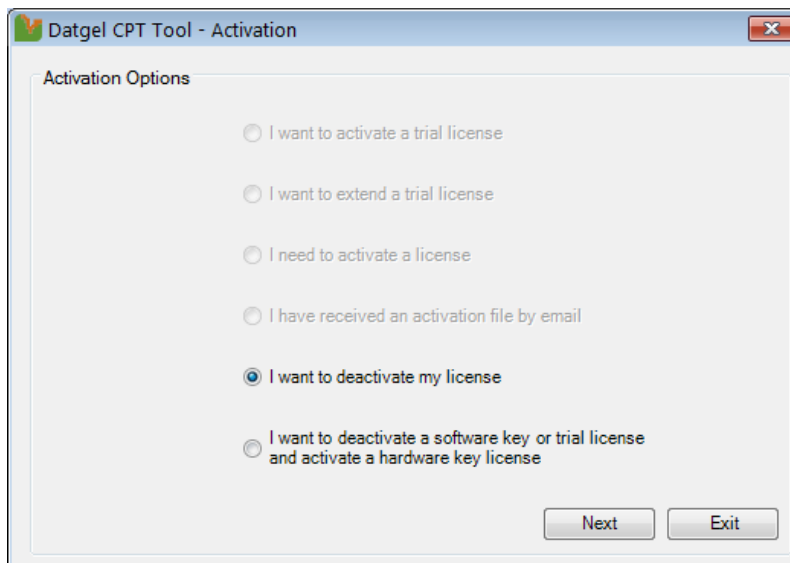 Datgel CPT Tool - Activation
Activation Options
I want to activate a trial license
I want to extend a trial license
I need to activate a license
I have received an activation file by email
I want to deactivate my license
I want to deactivate a software key or trial license
and activate a hardware key license
Next
Exit